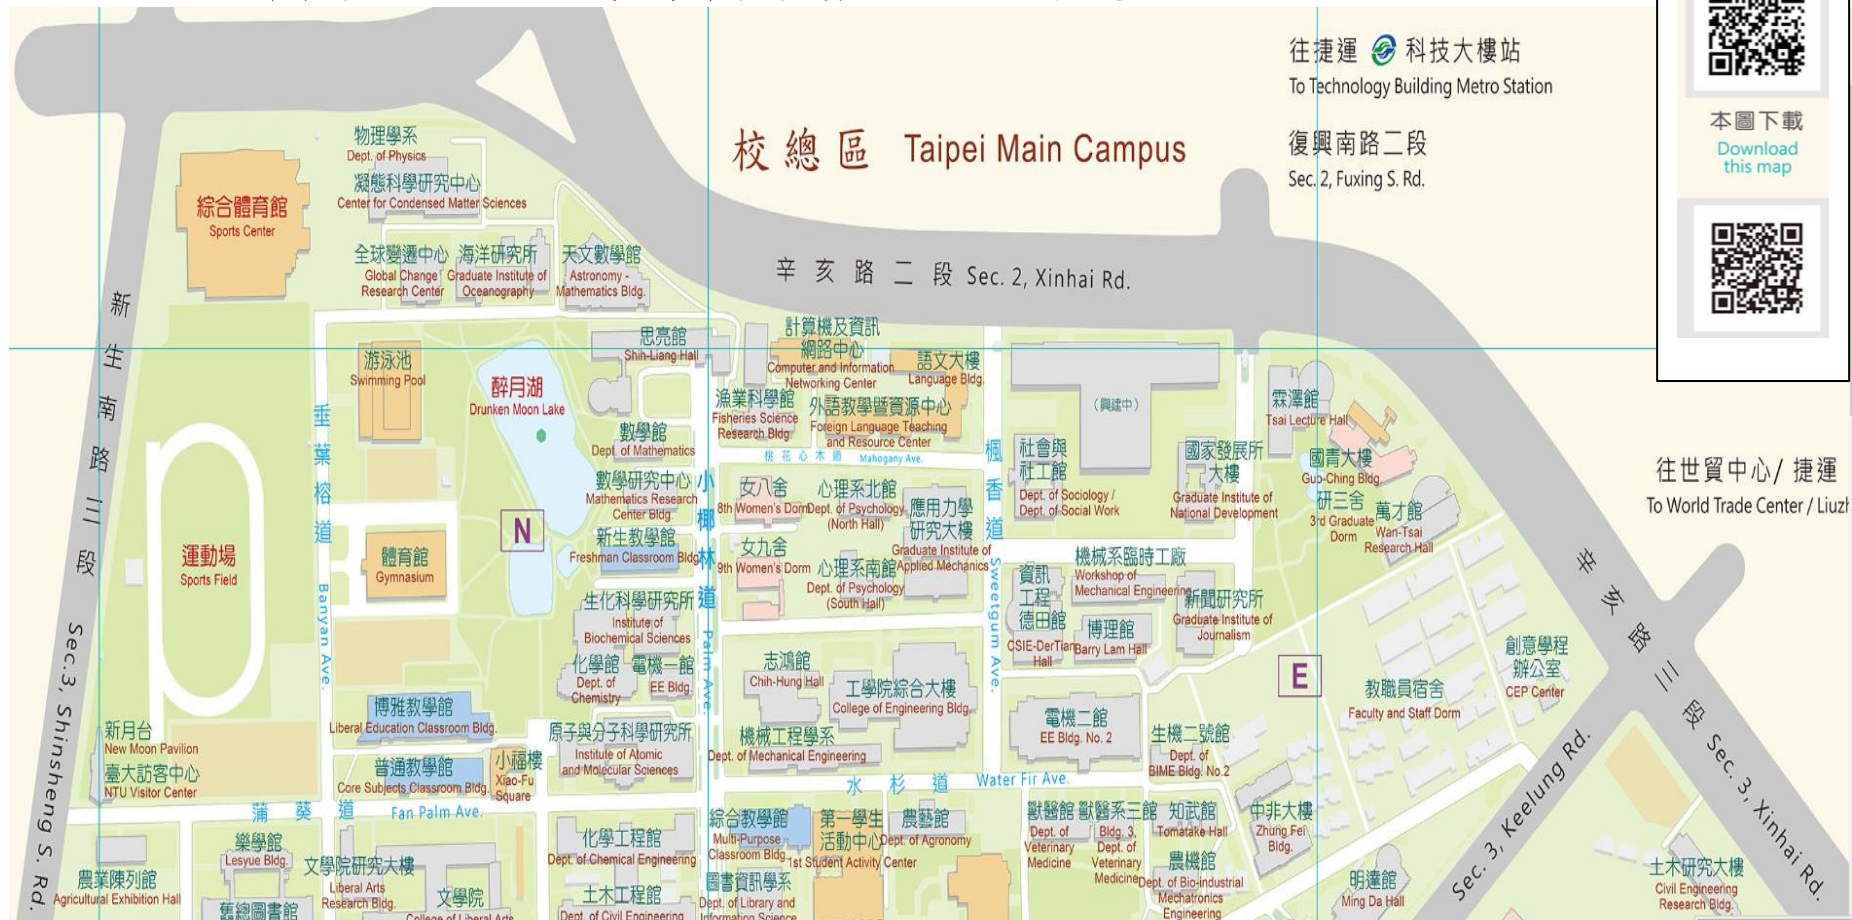 往捷運 科技大樓站
To Technology Building Metro Station
復興南路二段
Sec. 2, Fuxing S. Rd.
本圖下載
Download
this map
校總區 Taipei Main Campus
物理學系
Dept. of Physics
凝態科學研究中心
Center for Condensed Matter Sciences
綜合體育館
Sports Center
全球變遷中心
Global Change
Research Center
海洋研究所
Graduate Institute of
Oceanography
天文數學館
Astronomy -
Mathematics Bldg.
辛亥路二段 Sec. 2, Xinhai Rd.
新生南路三段 Sec.3, Shinsheng S. Rd.
思亮館
Shih-Liang Hall
計算機及資訊
網路中心
Computer and Information
Networking Center
語文大樓
Language Bldg.
游泳池
Swimming Pool
醉月湖
Drunken Moon Lake
漁業科學館
Fisheries Science
Research Bldg.
外語教學暨資源中心
Foreign Language Teaching
and Resource Center
(興建中)
霖澤館
Tsai Lecture Hall
垂葉榕道 Banyan Ave.
數學館
Dept. of Mathematics
桃花心木道 Mahogany Ave.
楓香道 Sweetgum Ave.
社會與
社工館
Dept. of Sociology /
Dept. of Social Work
國家發展所
大樓
Graduate Institute of
National Development
國青大樓
Guo-Ching Bldg.
往世貿中心/ 捷運
To World Trade Center / Liuzh
數學研究中心
Mathematics Research
Center Bldg.
小椰林道 Palm Ave.
女八舍
8th Women's Dorm
心理系北館
Dept. of Psychology
(North Hall)
應用力學
研究大樓
Graduate Institute of
Applied Mechanics
研三舍
3rd Graduate
Dorm
萬才館
Wan-Tsai
Research Hall
N
新生教學館
Freshman Classroom Bldg.
運動場
Sports Field
體育館
Gymnasium
女九舍
9th Women's Dorm
心理系南館
Dept. of Psychology
(South Hall)
機械系臨時工廠
Workshop of
Mechanical Engineering
資訊
工程
德田館
CSIE-DerTian
Hall
新聞研究所
Graduate Institute of
Journalism
博理館
Barry Lam Hall
生化科學研究所
Institute of
Biochemical Sciences
辛亥路三段 Sec. 3, Xinhai Rd.
化學館
Dept. of
Chemistry
電機一館
EE Bldg.
志鴻館
Chih-Hung Hall
工學院綜合大樓
College of Engineering Bldg.
E
教職員宿舍
Faculty and Staff Dorm
創意學程
辦公室
CEP Center
博雅教學館
Liberal Education Classroom Bldg.
新月台
New Moon Pavilion
臺大訪客中心
NTU Visitor Center
原子與分子科學研究所
Institute of Atomic
and Molecular Sciences
機械工程學系
Dept. of Mechanical Engineering
電機二館
EE Bldg. No. 2
生機二號館
Dept. of
BIME Bldg. No.2
普通教學館
Core Subjects Classroom Bldg.
小福樓
Xiao-Fu
Square
水杉道 Water Fir Ave.
蒲葵道 Fan Palm Ave.
Sec. 3, Keelung Rd.
樂學館
Lesyue Bldg.
化學工程館
Dept. of Chemical Engineering
綜合教學館
Multi-Purpose
Classroom Bldg.
第一學生
活動中心
1st Student Activity Center
農藝館
Dept. of Agronomy
獸醫館
Dept. of
Veterinary
Medicine
獸醫系三館
Bldg. 3,
Dept. of
Veterinary
Medicine
知武館
Tomatake Hall
中非大樓
Zhung Fei
Bldg.
農業陳列館
Agricultural Exhibition Hall
文學院研究大樓
Liberal Arts
Research Bldg.
文學院
College of Liberal Arts
舊總圖書館
土木工程館
Dept. of Civil Engineering
圖書資訊學系
Dept. of Library and
Information Science
農機館
Dept. of Bio-industrial
Mechatronics
Engineering
明達館
Ming Da Hall
土木研究大樓
Civil Engineering
Research Bldg.